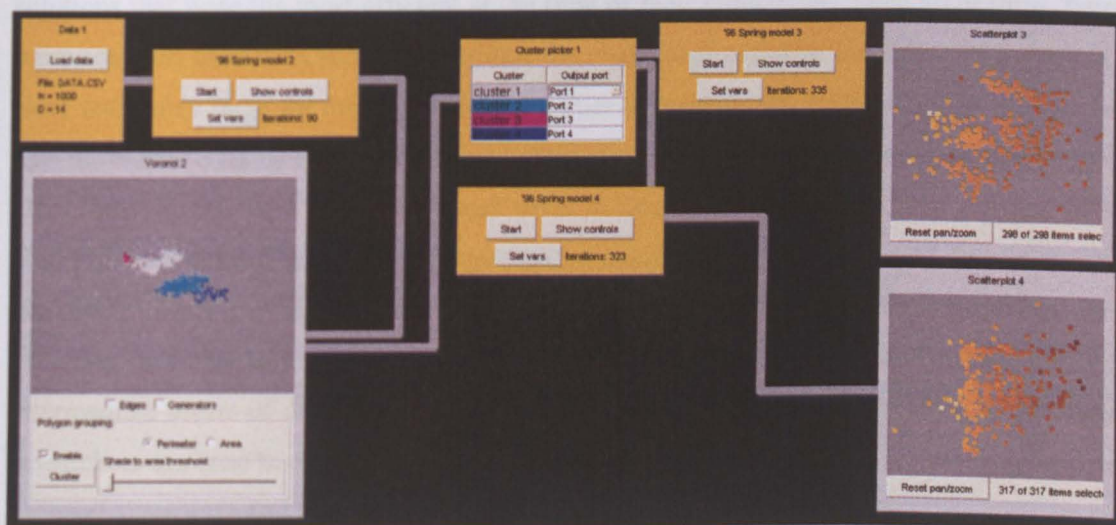 Data 1
Load data
File: DATA.CSV
N = 1000
D = 14
'96 Spring model 2
Start Show controls
Set vars Iterations: 90
Voronoi 2
Edges Generators
Polygon grouping:
Perimeter Area
Enable
Shade to area threshold
Cluster
Cluster picker 1
Cluster Output port
cluster 1 Port 1
cluster 2 Port 2
cluster 3 Port 3
Port 4
'96 Spring model 4
Start Show controls
Set vars Iterations: 323
'96 Spring model 3
Start Show controls
Set vars Iterations: 335
Scatterplot 3
Reset pan/zoom 298 of 298 items select
Scatterplot 4
Reset pan/zoom 317 of 317 items select